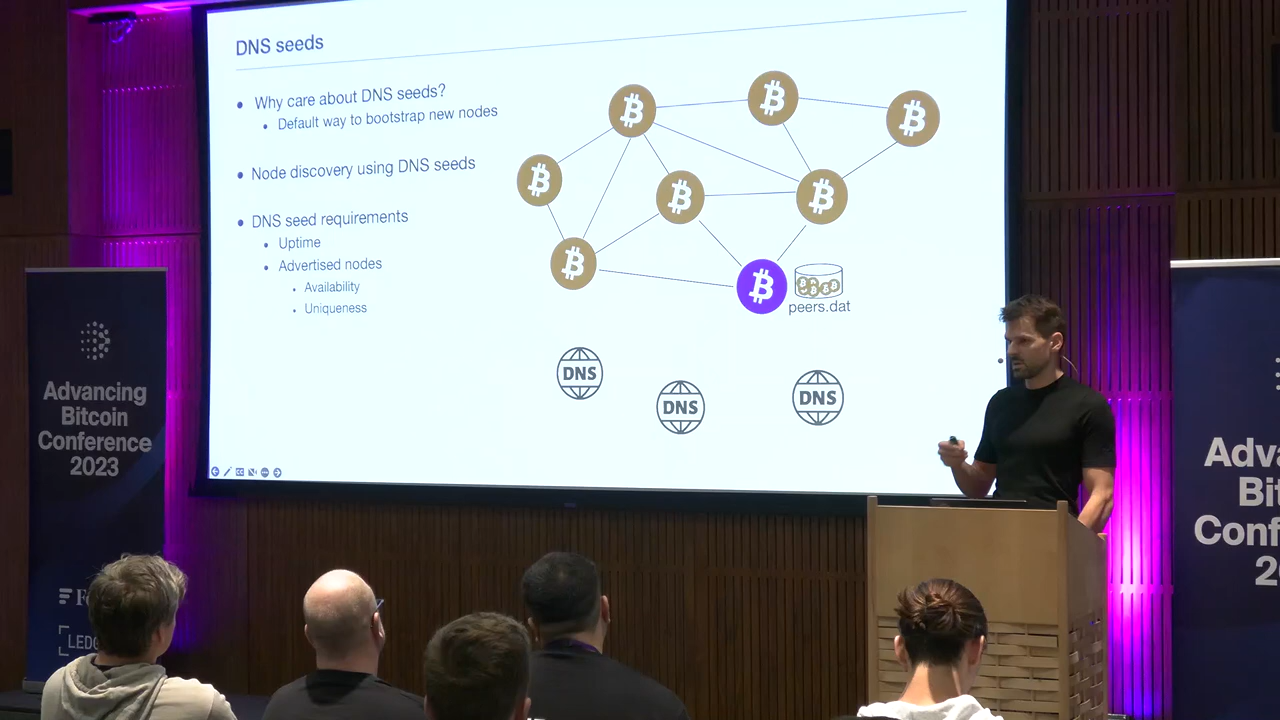 DNS seeds
Why care about DNS seeds?
Default way to bootstrap new nodes
Node discovery using DNS seeds
DNS seed requirements
Uptime
Advertised nodes
Availability
Uniqueness
peers.dat
DNS
DNS
DNS
Advancing
Bitcoin
Conference
2023
LEDG
Adva
Bit
Conf
2